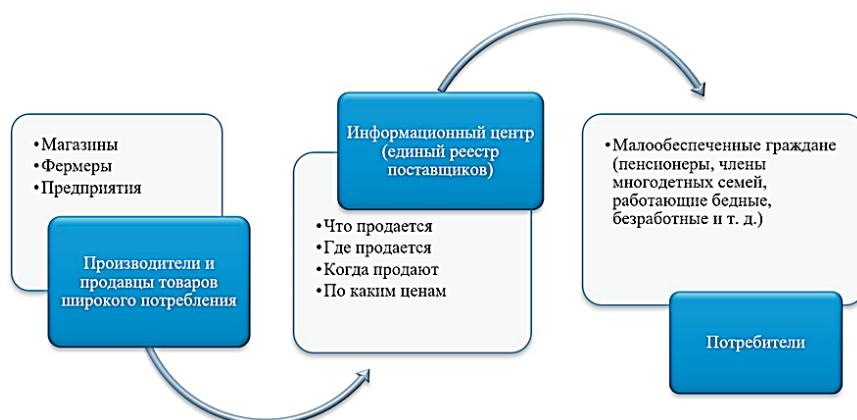 •Магазины
•Фермеры
•Предприятия
Производители и
продавцы товаров
широкого потребления
Информационный центр
(единый реестр
поставщиков)
•Что продается
•Где продается
•Когда продают
•По каким ценам
•Малообеспеченные граждане
(пенсионеры, члены
многодетных семей,
работающие бедные,
безработные и т. д.)
Потребители